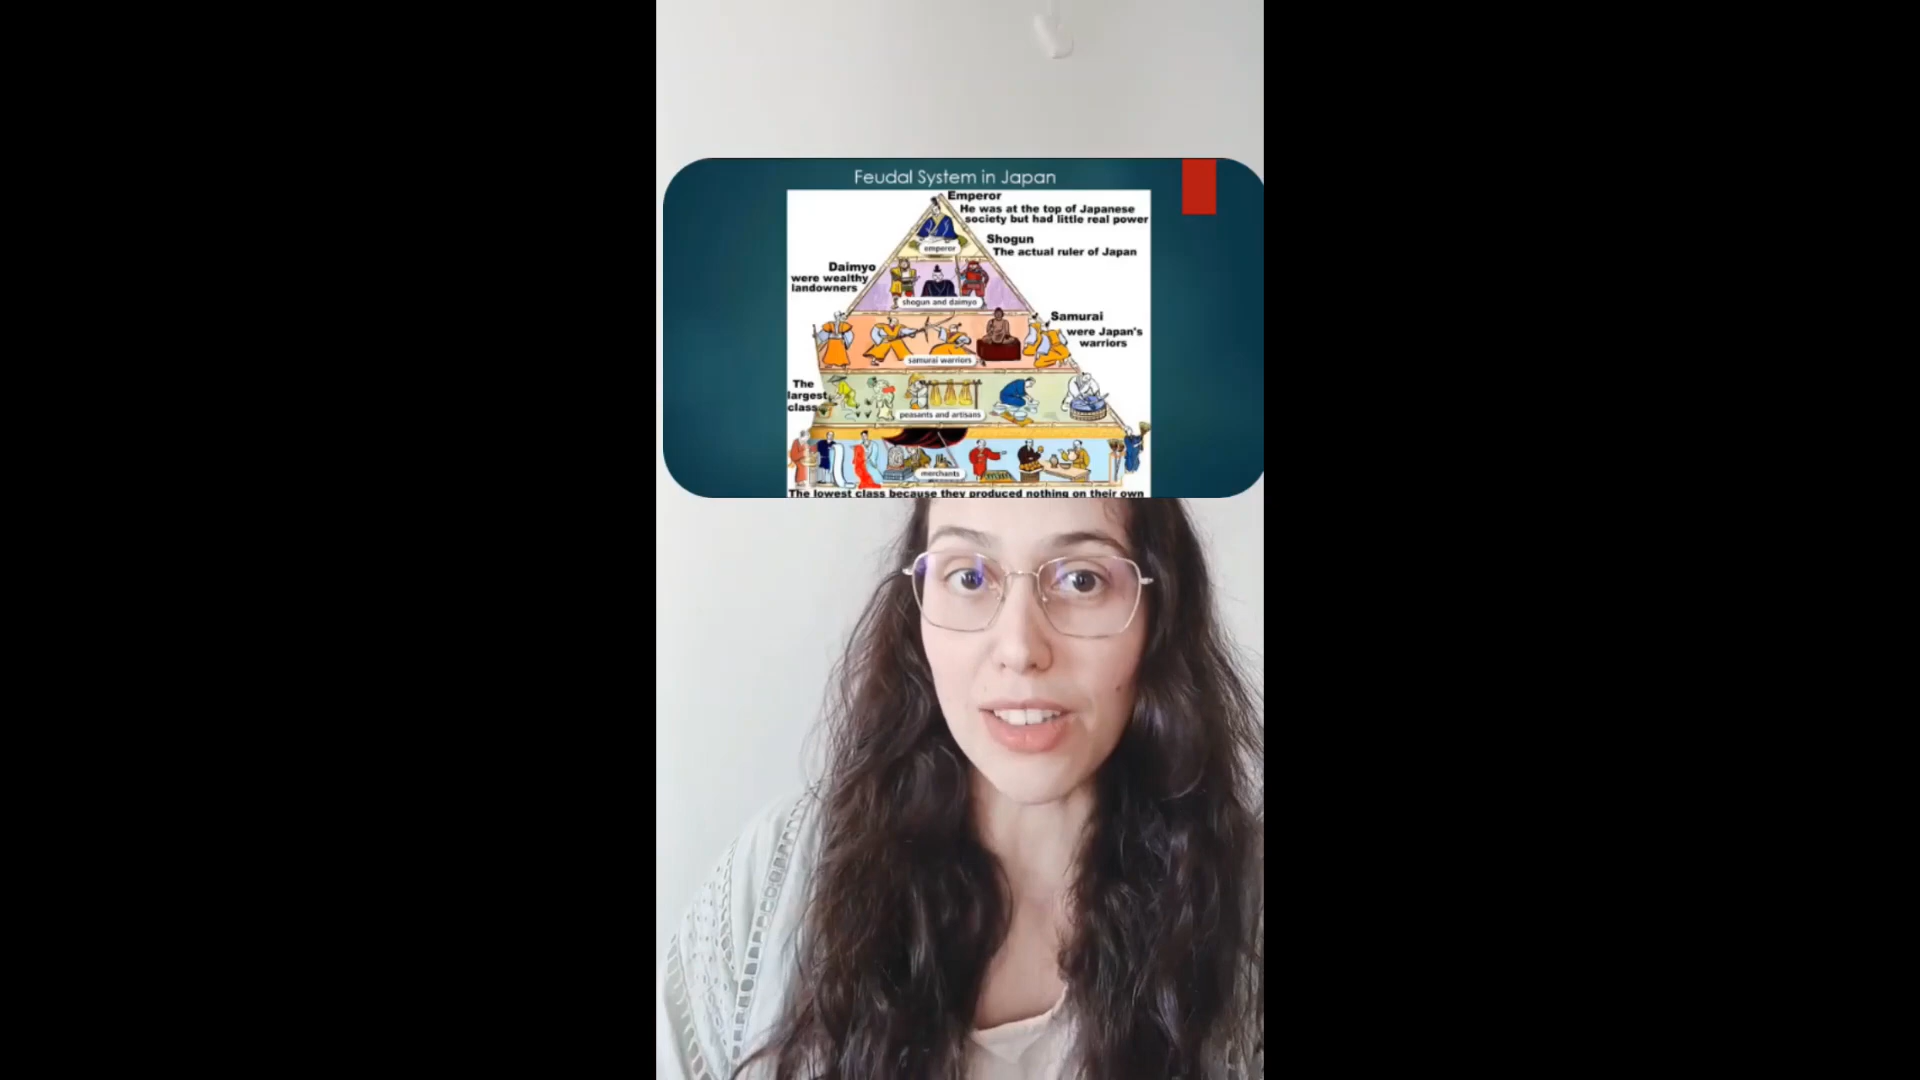 Feudal System in Japan
Emperor
He was at the top of Japanese
society but had little real power
emperor
Shogun
The actual ruler of Japan
Daimyo
were wealthy
landowners
shogun and daimyo
Samurai
were Japan's
warriors
samurai warriors
The
largest
class
peasants and artisans
merchants
The lowest class because they produced nothing on their own